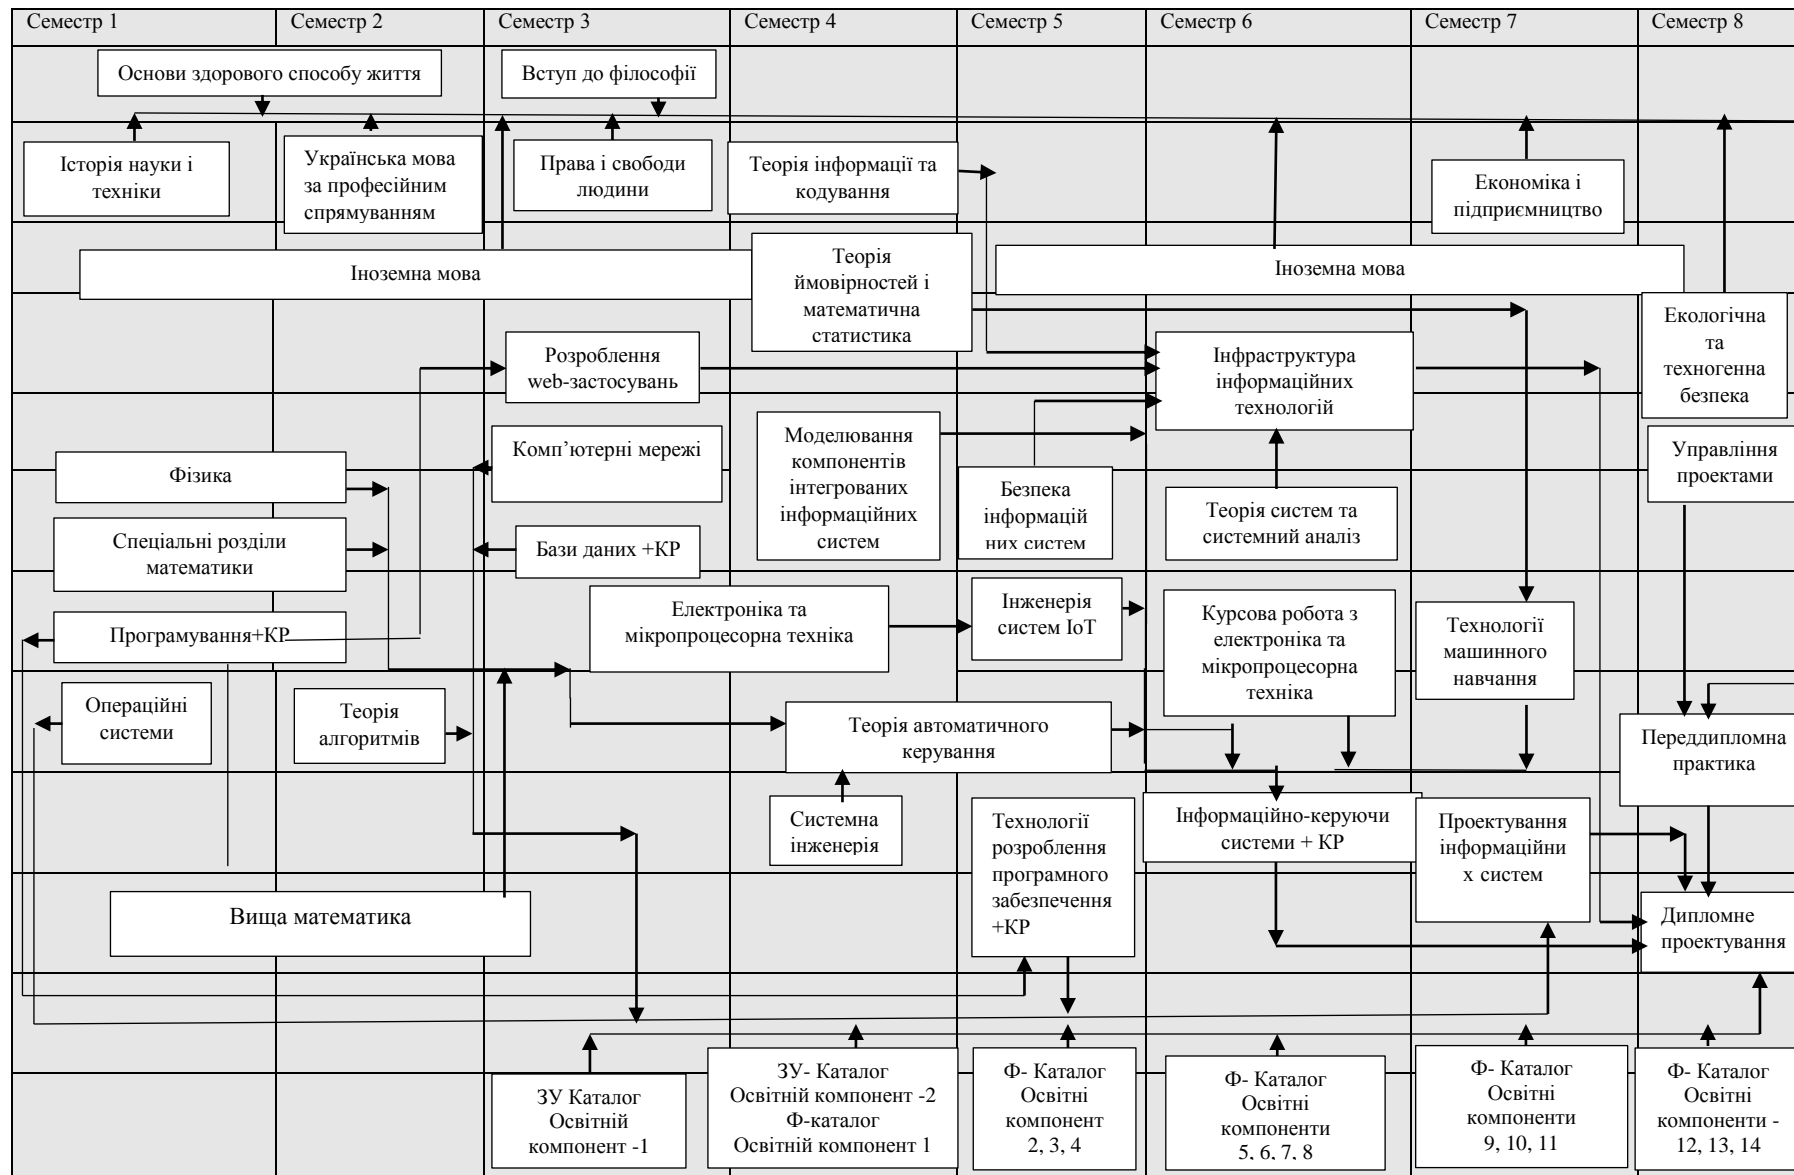 Семестр 1
Семестр 2
Семестр 3
Семестр 4
Семестр 5
Семестр 6
Семестр 7
Семестр 8
Основи здорового способу життя
Вступ до філософії
Історія науки і
техніки
Українська мова
за професійним
спрямуванням
Права і свободи
людини
Теорія інформації та
кодування
Економіка і
підприємництво
Іноземна мова
Теорія
ймовірностей і
математична
статистика
Іноземна мова
Екологічна
та
техногенна
безпека
Розроблення
web-застосувань
Інфраструктура
інформаційних
технологій
Комп’ютерні мережі
Моделювання
компонентів
інтегрованих
інформаційних
систем
Управління
проектами
Фізика
Безпека
інформацій
них систем
Теорія систем та
системний аналіз
Спеціальні розділи
математики
Бази даних +КР
Електроніка та
мікропроцесорна техніка
Інженерія
систем IoT
Курсова робота з
електроніка та
мікропроцесорна
техніка
Технології
машинного
навчання
Програмування+КР
Операційні
системи
Теорія
алгоритмів
Теорія автоматичного
керування
Переддипломна
практика
Системна
інженерія
Технології
розроблення
програмного
забезпечення
+КР
Інформаційно-керуючи
системи + КР
Проектування
інформаційни
х систем
Вища математика
Дипломне
проектування
ЗУ Каталог
Освітній
компонент -1
ЗУ- Каталог
Освітній компонент -2
Ф-каталог
Освітній компонент 1
Ф- Каталог
Освітні
компонент
2, 3, 4
Ф- Каталог
Освітні
компоненти
5, 6, 7, 8
Ф- Каталог
Освітні
компоненти
9, 10, 11
Ф- Каталог
Освітні
компоненти -
12, 13, 14